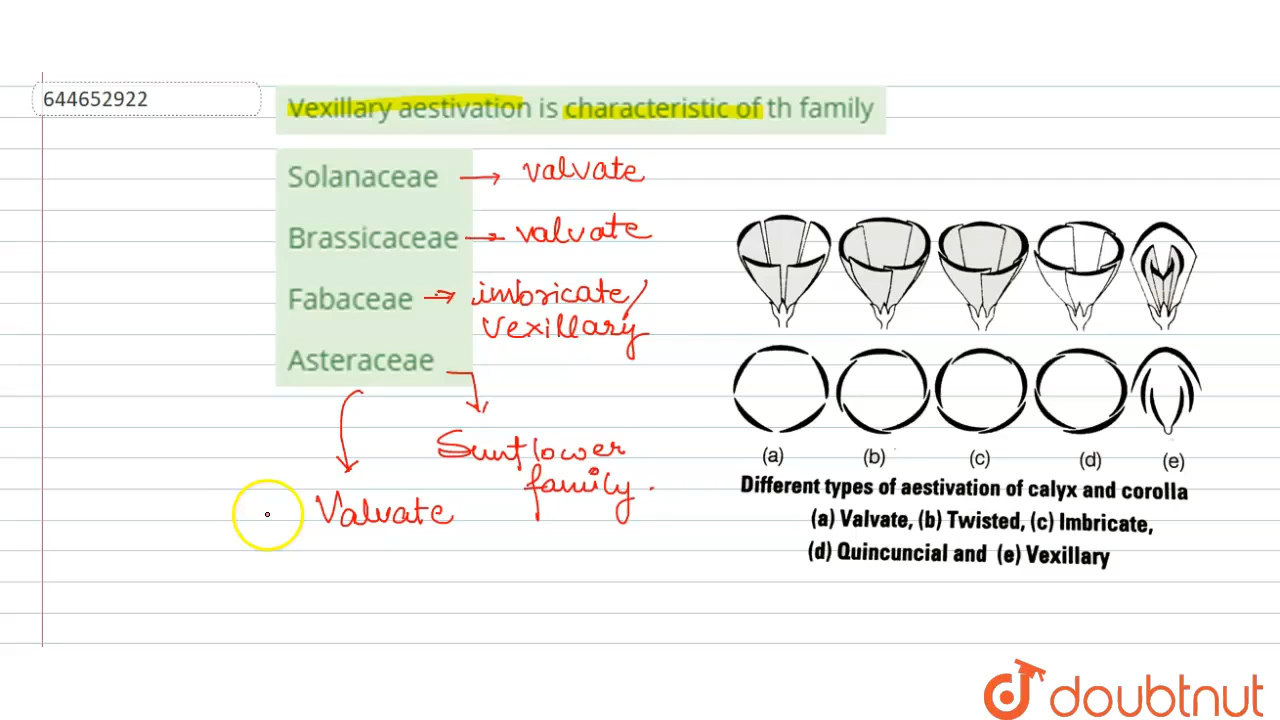 644652922
Vexillary aestivation is characteristic of th family
Solanaceae → valvate
Brassicaceae → valvate
Fabaceae → imbricate/
vexillary
Asteraceae
Sunflower
family.
Valvate
(a) (b) (c) (d) (e)
Different types of aestivation of calyx and corolla
(a) Valvate, (b) Twisted, (c) Imbricate,
(d) Quincuncial and (e) Vexillary
doubtnut